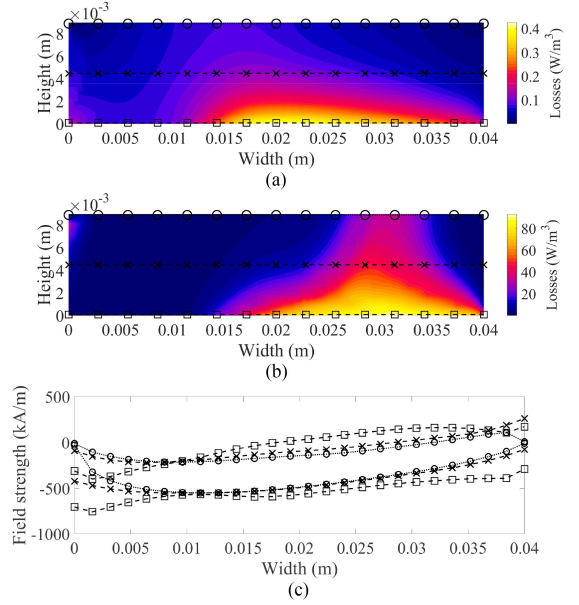 ×10⁻³
8
6
4
2
0
Height (m)
0 0.005 0.01 0.015 0.02 0.025 0.03 0.035 0.04
Width (m)
0.4
0.3
0.2
0.1
Losses (W/m³)
(a)
×10⁻³
8
6
4
2
0
Height (m)
0 0.005 0.01 0.015 0.02 0.025 0.03 0.035 0.04
Width (m)
80
60
40
20
Losses (W/m³)
(b)
500
0
-500
-1000
Field strength (kA/m)
0 0.005 0.01 0.015 0.02 0.025 0.03 0.035 0.04
Width (m)
(c)